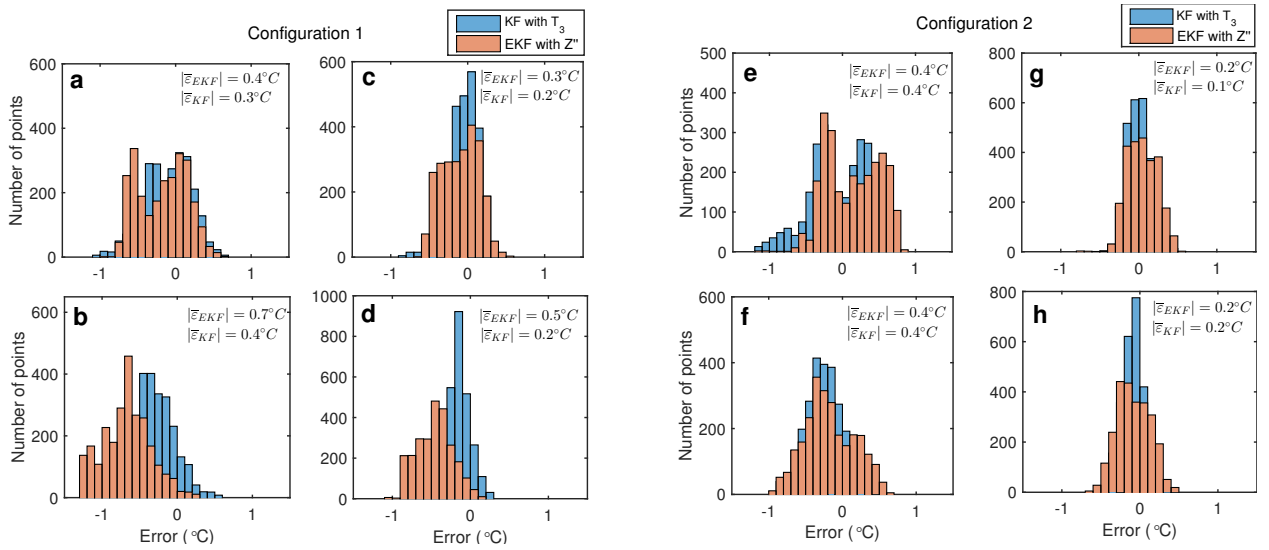 Configuration 1
KF with T3
EKF with Z"
a
|ε̅EKF| = 0.4°C
|ε̅KF| = 0.3°C
Number of points
600
400
200
0
-1
0
1
c
|ε̅EKF| = 0.3°C
|ε̅KF| = 0.2°C
600
500
400
300
200
100
0
-1
0
1
b
|ε̅EKF| = 0.7°C
|ε̅KF| = 0.4°C
Number of points
600
400
200
0
-1
0
1
Error (°C)
d
|ε̅EKF| = 0.5°C
|ε̅KF| = 0.2°C
1000
800
600
400
200
0
-1
0
1
Error (°C)
Configuration 2
KF with T3
EKF with Z"
e
|ε̅EKF| = 0.4°C
|ε̅KF| = 0.4°C
Number of points
500
400
300
200
100
0
-1
0
1
g
|ε̅EKF| = 0.2°C
|ε̅KF| = 0.1°C
800
600
400
200
0
-1
0
1
f
|ε̅EKF| = 0.4°C
|ε̅KF| = 0.4°C
Number of points
600
400
200
0
-1
0
1
Error (°C)
h
|ε̅EKF| = 0.2°C
|ε̅KF| = 0.2°C
800
600
400
200
0
-1
0
1
Error (°C)